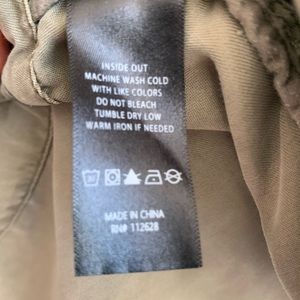 INSIDE OUT
MACHINE WASH COLD
WITH LIKE COLORS
DO NOT BLEACH
TUMBLE DRY LOW
WARM IRON IF NEEDED
MADE IN CHINA
RN# 112628